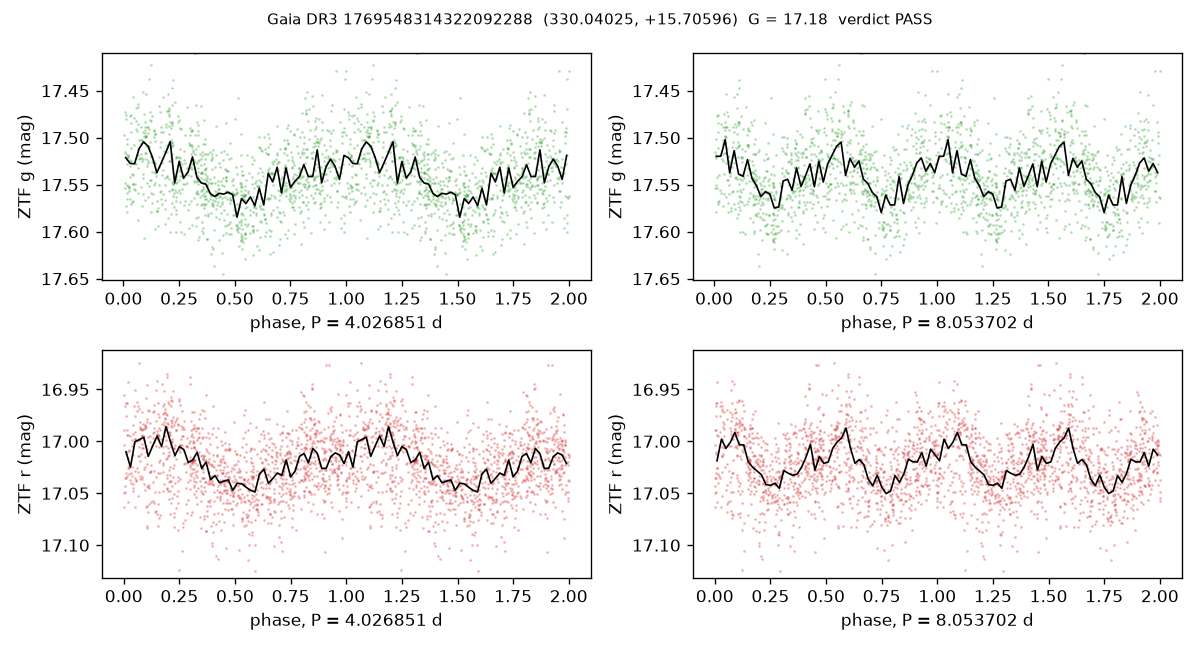 Gaia DR3 1769548314322092288  (330.04025, +15.70596)  G = 17.18  verdict PASS
ZTF g (mag)
17.45
17.50
17.55
17.60
17.65
0.00 0.25 0.50 0.75 1.00 1.25 1.50 1.75 2.00
phase, P = 4.026851 d
ZTF g (mag)
17.45
17.50
17.55
17.60
17.65
0.00 0.25 0.50 0.75 1.00 1.25 1.50 1.75 2.00
phase, P = 8.053702 d
ZTF r (mag)
16.95
17.00
17.05
17.10
0.00 0.25 0.50 0.75 1.00 1.25 1.50 1.75 2.00
phase, P = 4.026851 d
ZTF r (mag)
16.95
17.00
17.05
17.10
0.00 0.25 0.50 0.75 1.00 1.25 1.50 1.75 2.00
phase, P = 8.053702 d